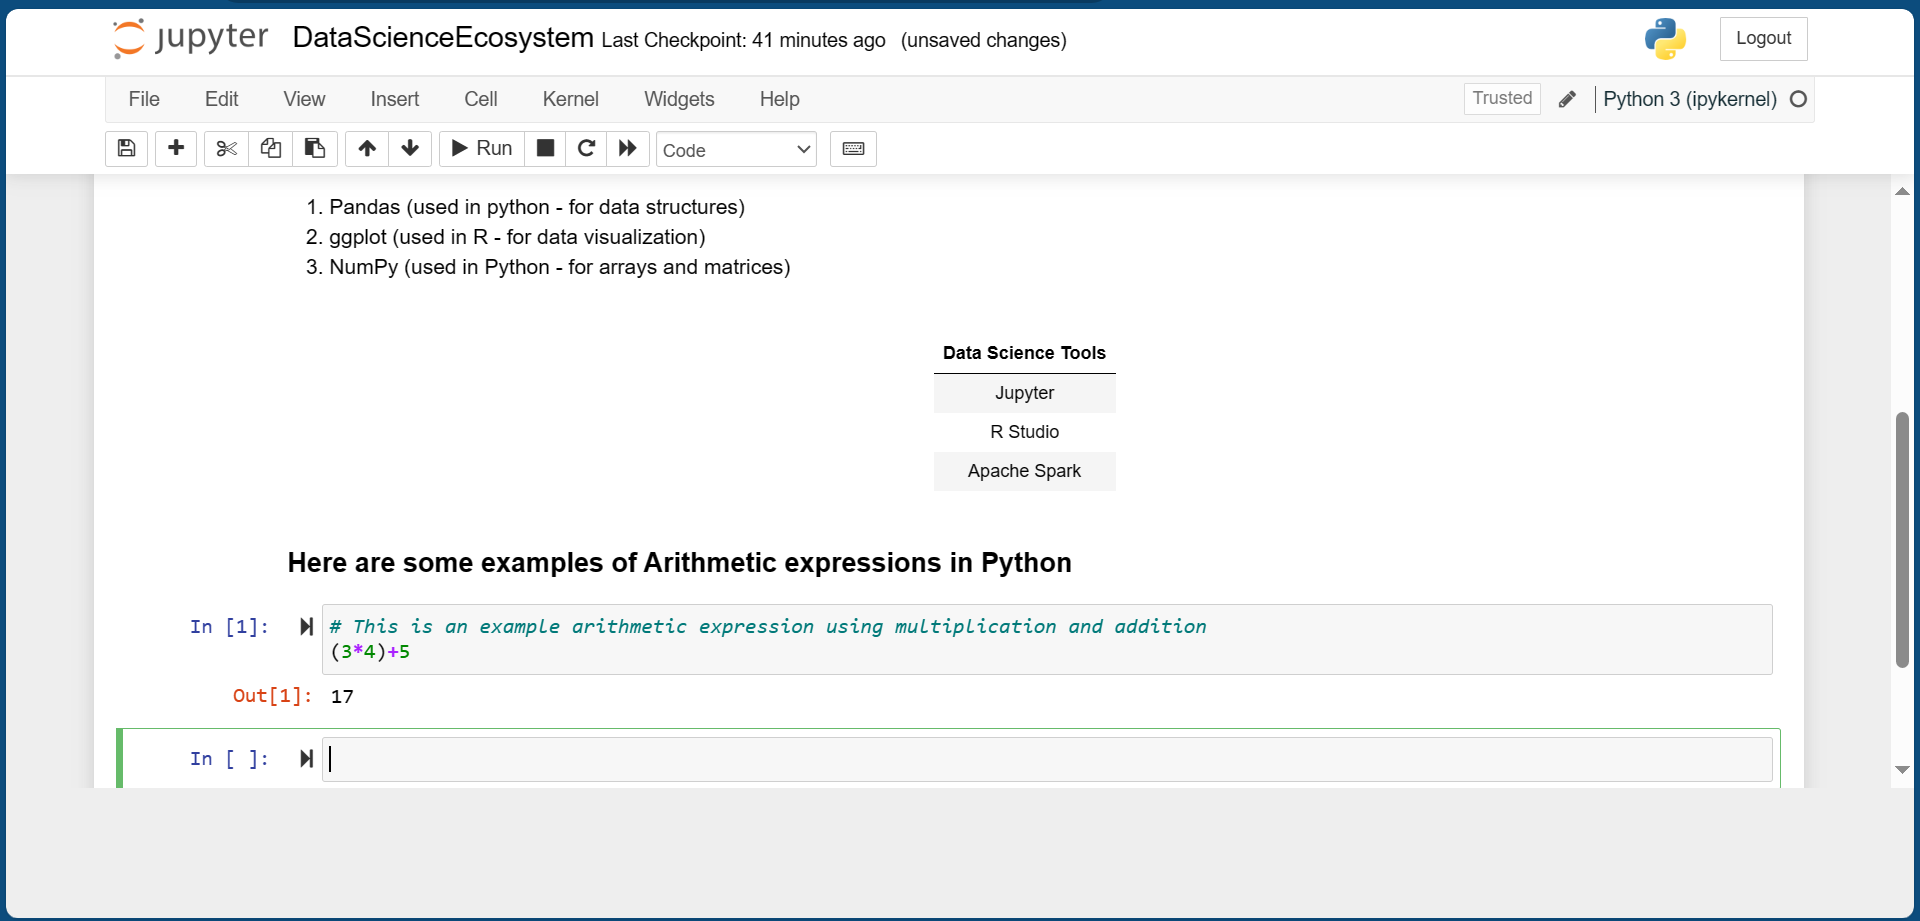 jupyter DataScienceEcosystem Last Checkpoint: 41 minutes ago (unsaved changes) Logout
File Edit View Insert Cell Kernel Widgets Help Trusted Python 3 (ipykernel)
Run Code
1. Pandas (used in python - for data structures)
2. ggplot (used in R - for data visualization)
3. NumPy (used in Python - for arrays and matrices)
Data Science Tools
Jupyter
R Studio
Apache Spark
Here are some examples of Arithmetic expressions in Python
In [1]: # This is an example arithmetic expression using multiplication and addition
(3*4)+5
Out[1]: 17
In [ ]: